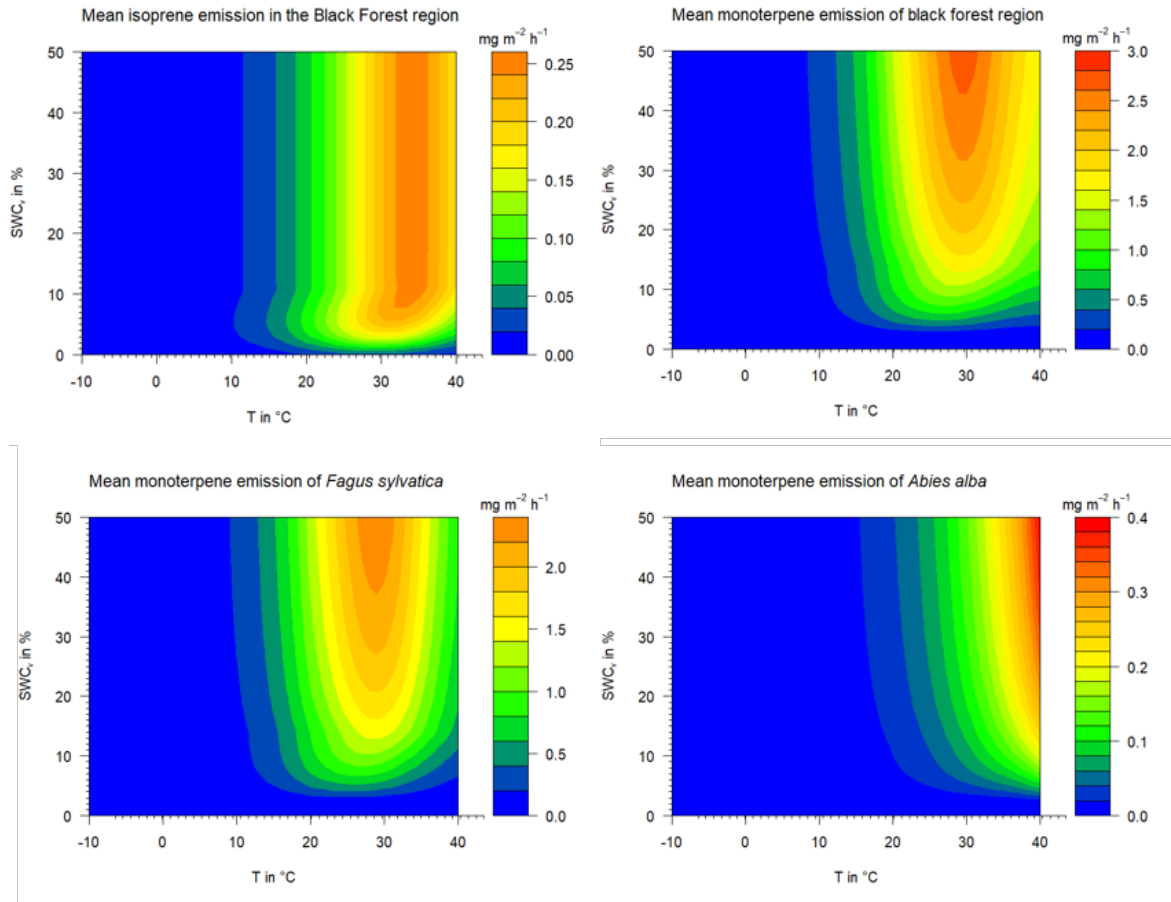 Mean isoprene emission in the Black Forest region
mg m⁻² h⁻¹
50
40
30
20
10
0
SWCᵥ in %
-10 0 10 20 30 40
T in °C
0.25
0.20
0.15
0.10
0.05
0.00
Mean monoterpene emission of black forest region
mg m⁻² h⁻¹
50
40
30
20
10
0
SWCᵥ in %
-10 0 10 20 30 40
T in °C
3.0
2.5
2.0
1.5
1.0
0.5
0.0
Mean monoterpene emission of Fagus sylvatica
mg m⁻² h⁻¹
50
40
30
20
10
0
SWCᵥ in %
-10 0 10 20 30 40
T in °C
2.0
1.5
1.0
0.5
0.0
Mean monoterpene emission of Abies alba
mg m⁻² h⁻¹
50
40
30
20
10
0
SWCᵥ in %
-10 0 10 20 30 40
T in °C
0.4
0.3
0.2
0.1
0.0